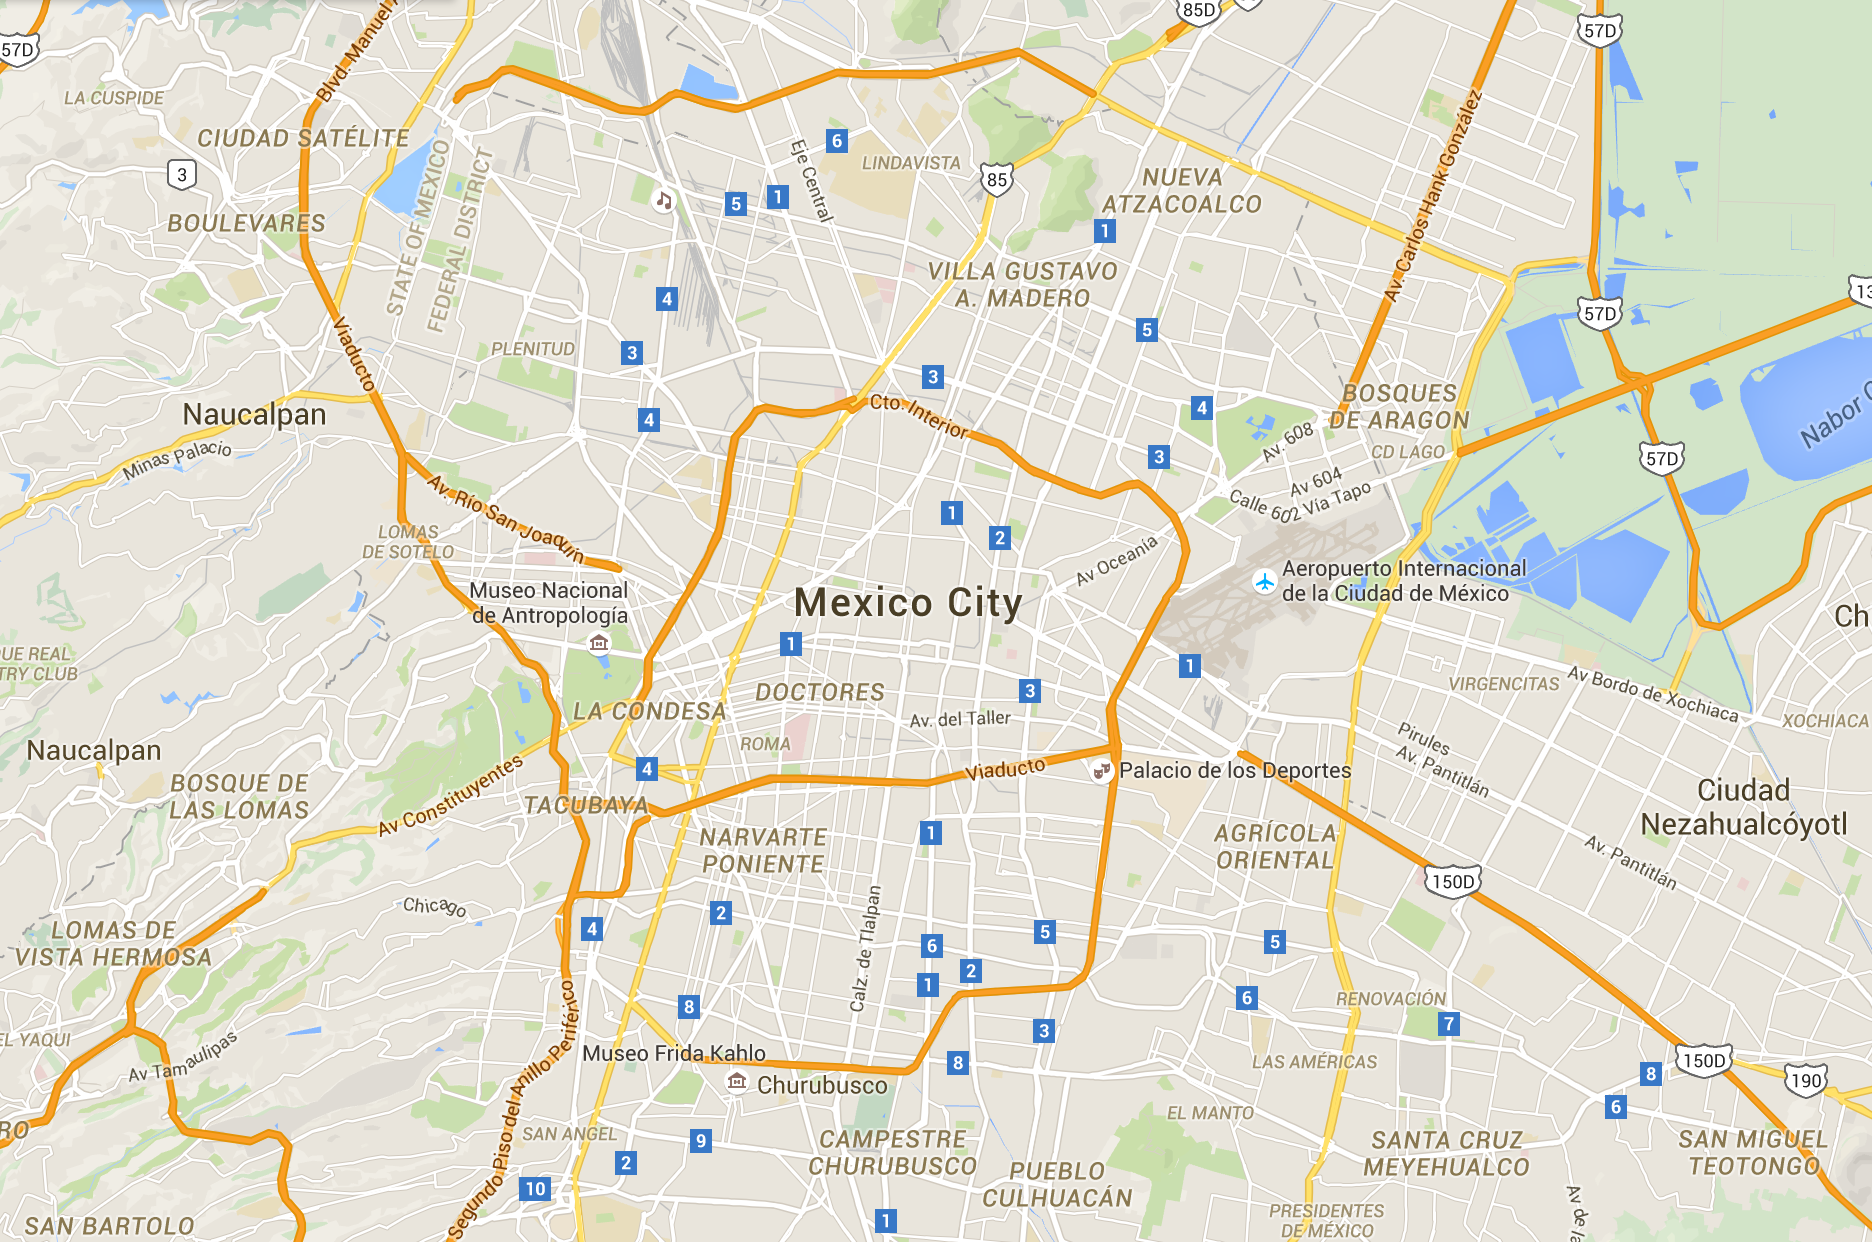 57D
Blvd. Manuel
85D
57D
LA CUSPIDE
CIUDAD SATÉLITE
3
BOULEVARES
STATE OF MEXICO
FEDERAL DISTRICT
Eje Central
6
LINDAVISTA
5
1
85
NUEVA
ATZACOALCO
1
Av. Carlos Hank González
VILLA GUSTAVO
A. MADERO
4
57D
13
Viaducto
PLENITUD
3
5
3
4
4
Cto. Interior
BOSQUES
DE ARAGON
Naucalpan
Minas Palacio
Av. 608
CD LAGO
3
57D
Nabor C
Av. Río San Joaquín
Av 604
Calle 602
Vía Tapo
LOMAS
DE SOTELO
1
2
Av Oceanía
Museo Nacional
de Antropología
Mexico City
Aeropuerto Internacional
de la Ciudad de México
Ch
QUE REAL
TRY CLUB
1
1
3
Av Bordo de Xochiaca
VIRGENCITAS
DOCTORES
LA CONDESA
Av. del Taller
XOCHIACA
Pirules
Av. Pantitlán
ROMA
Naucalpan
4
Viaducto
Palacio de los Deportes
BOSQUE DE
LAS LOMAS
Av Constituyentes
TACUBAYA
Ciudad
Nezahualcóyotl
NARVARTE
PONIENTE
1
AGRÍCOLA
ORIENTAL
Av. Pantitlán
150D
Chicago
Calz. de Tlalpan
2
4
LOMAS DE
VISTA HERMOSA
6
5
5
2
1
8
6
RENOVACIÓN
7
EL YAQUI
3
Av Tamaulipas
Segundo Piso del Anillo Periférico
Museo Frida Kahlo
8
LAS AMÉRICAS
150D
8
190
Churubusco
6
EL MANTO
RO
SAN ANGEL
9
CAMPESTRE
CHURUBUSCO
SANTA CRUZ
MEYEHUALCO
SAN MIGUEL
TEOTONGO
2
PUEBLO
CULHUACÁN
10
SAN BARTOLO
1
PRESIDENTES
DE MÉXICO
Av de la